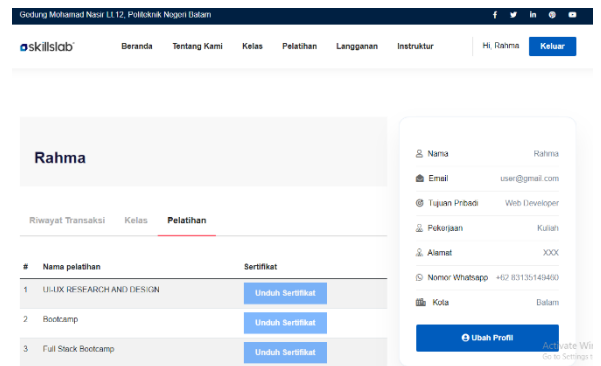 Gedung Mohamad Nasir Lt.12, Politeknik Negeri Batam
skillslab
Beranda Tentang Kami Kelas Pelatihan Langganan Instruktur Hi, Rahma Keluar
Rahma
Riwayat Transaksi Kelas Pelatihan
# Nama pelatihan Sertifikat
1 UI-UX RESEARCH AND DESIGN Unduh Sertifikat
2 Bootcamp Unduh Sertifikat
3 Full Stack Bootcamp Unduh Sertifikat
Nama Rahma
Email user@gmail.com
Tujuan Pribadi Web Developer
Pekerjaan Kuliah
Alamat XXX
Nomor Whatsapp +62 83135149460
Kota Batam
Ubah Profil
Activate Win
Go to Settings t